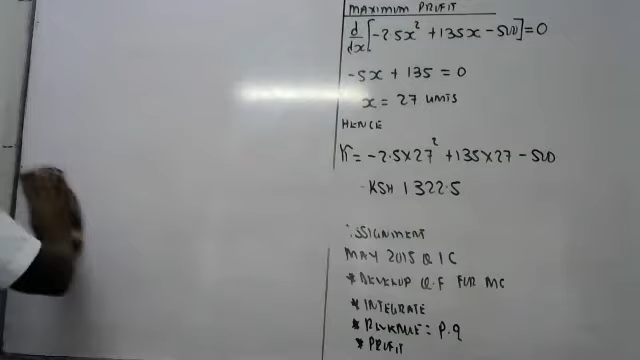 MAXIMUM PROFIT
d/dx[-2.5x² + 135x - 500] = 0
-5x + 135 = 0
x = 27 UNITS
HENCE
π = -2.5×27² + 135×27 - 500
KSH 1322.5
ASSIGNMENT
MAY 2015 Q 1 C
* DEVELOP Q.F FOR MC
* INTEGRATE
* REVENUE = P.q
* PROFIT